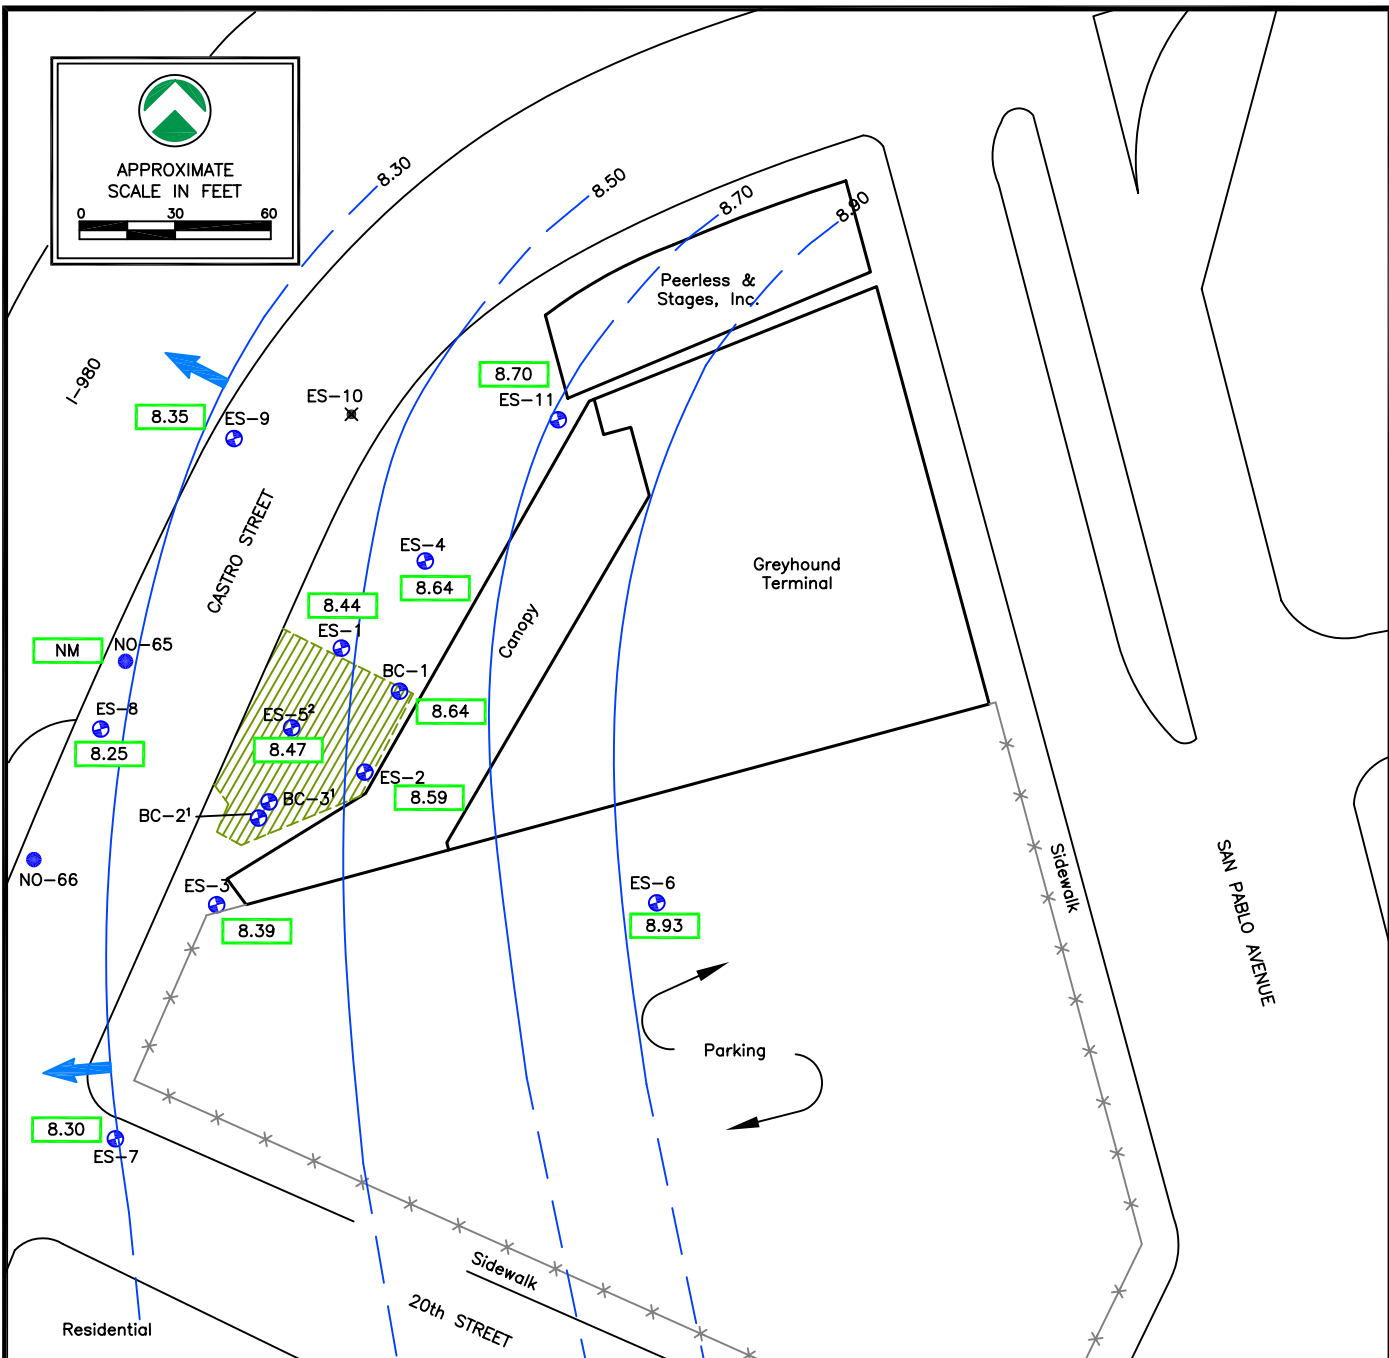 APPROXIMATE
SCALE IN FEET
0 30 60
8.30
8.50
8.70
8.90
Peerless &
Stages, Inc.
I-980
8.70
ES-11
ES-10
8.35
ES-9
CASTRO STREET
ES-4
8.64
Greyhound
Terminal
8.44
ES-1
Canopy
NM
NO-65
BC-1
8.64
ES-8
8.25
ES-5²
8.47
ES-2
8.59
BC-3¹
BC-2¹
NO-66
ES-3
8.39
ES-6
8.93
Sidewalk
SAN PABLO AVENUE
Parking
8.30
ES-7
Sidewalk
20th STREET
Residential